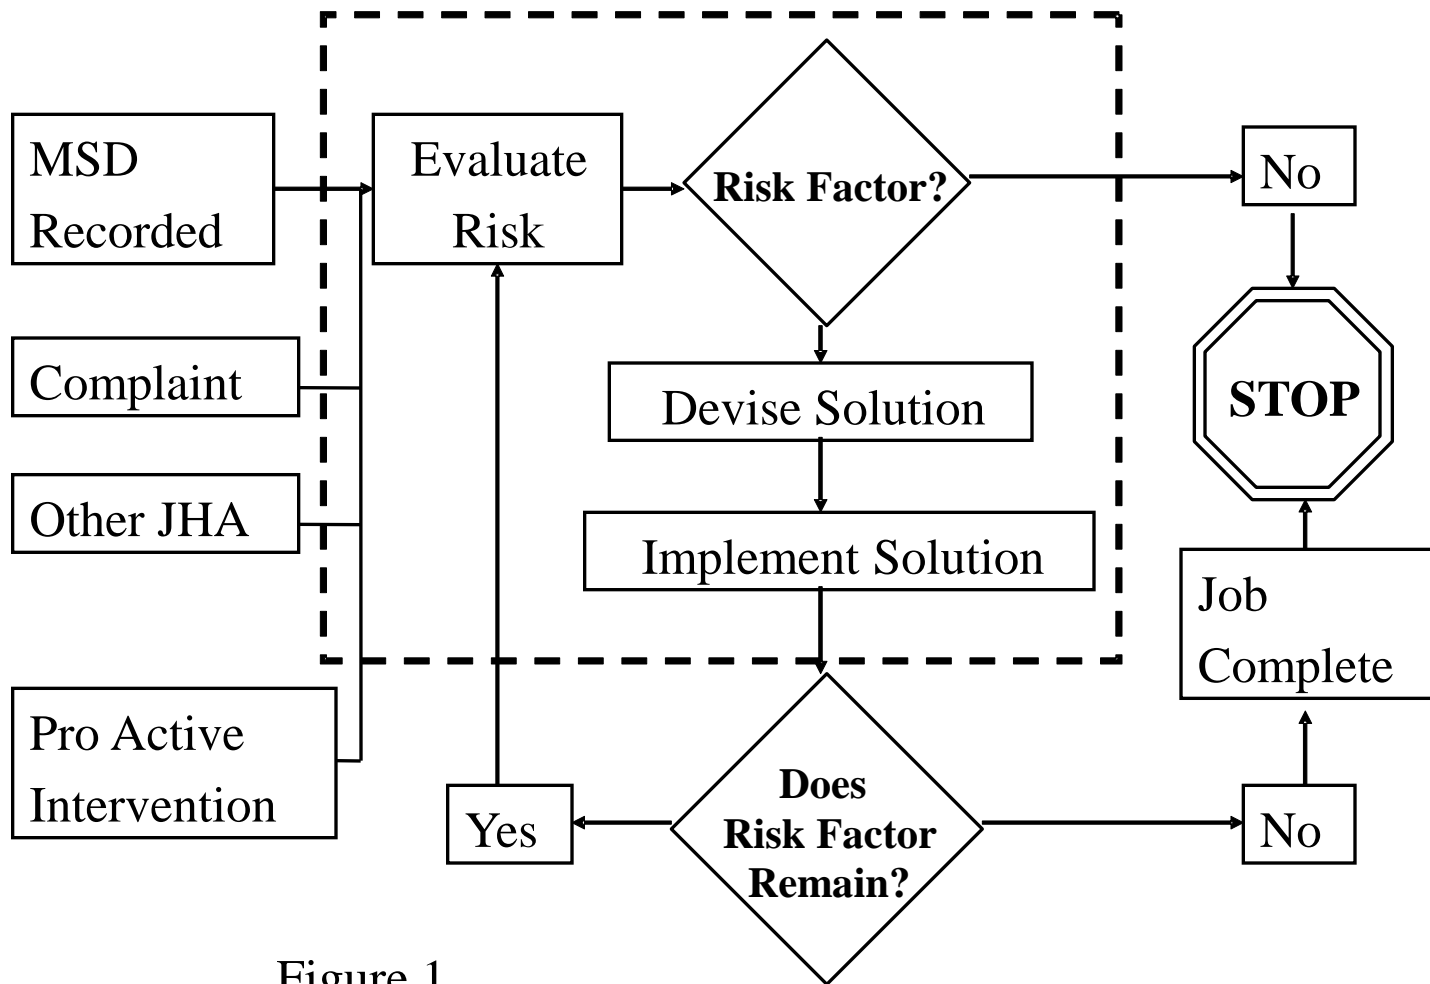 MSD
Recorded
Evaluate
Risk
Risk Factor?
No
Complaint
Devise Solution
STOP
Other JHA
Implement Solution
Job
Complete
Pro Active
Intervention
Yes
Does
Risk Factor
Remain?
No
Figure 1